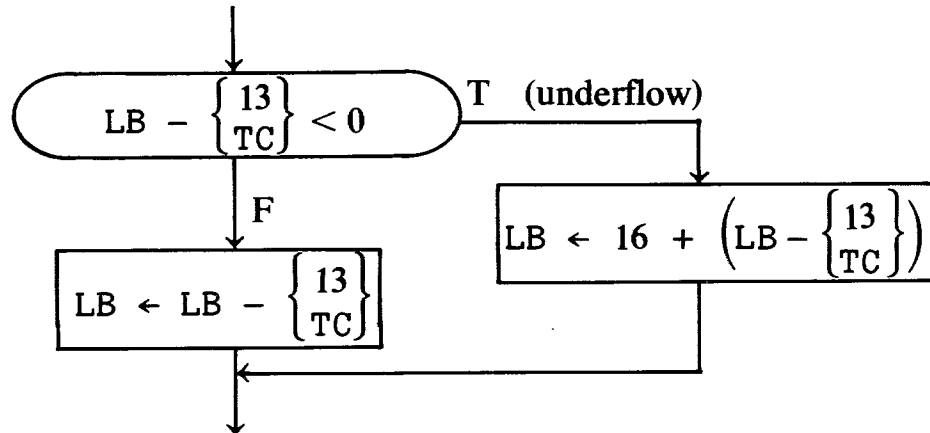 LB - {13 TC} < 0
T (underflow)
F
LB ← 16 + (LB - {13 TC})
LB ← LB - {13 TC}